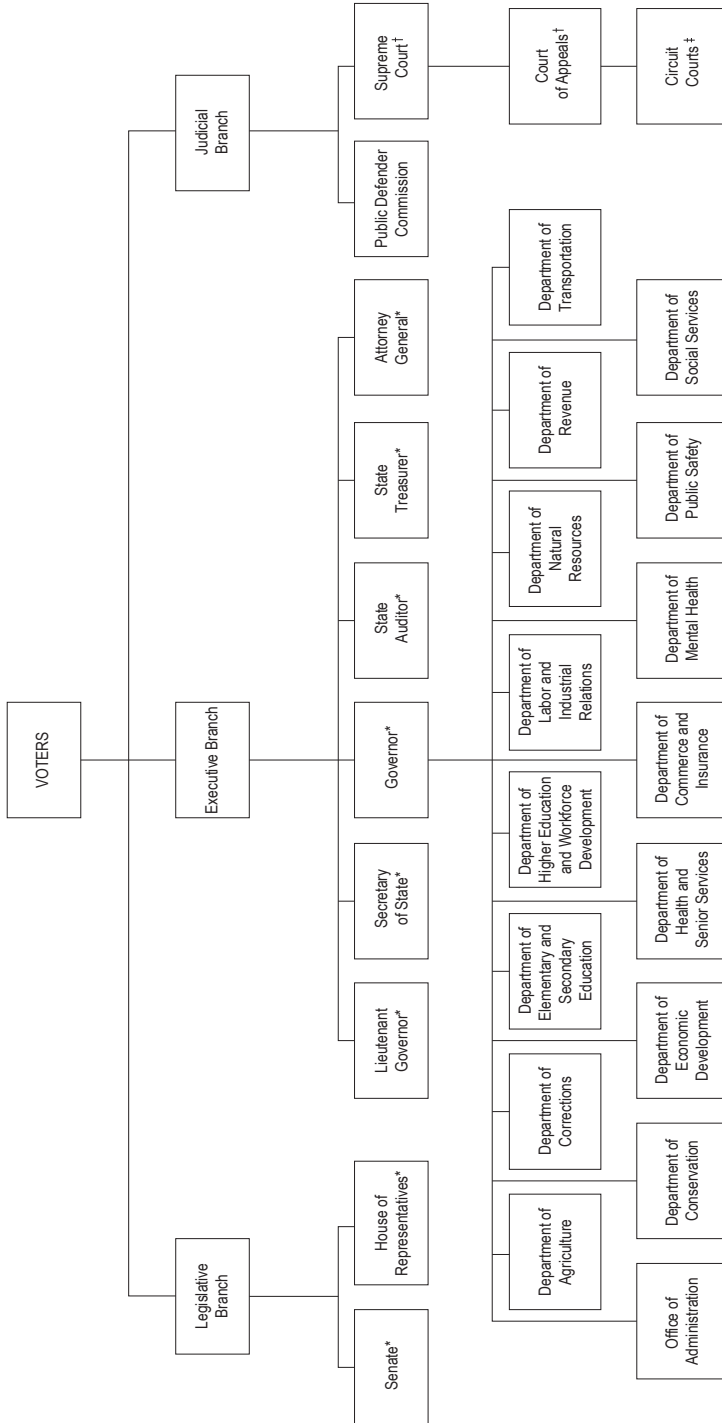 VOTERS
Legislative
Branch
Executive Branch
Judicial
Branch
Senate*
House of
Representatives*
Lieutenant
Governor*
Secretary
of State*
Governor*
State
Auditor*
State
Treasurer*
Attorney
General*
Public Defender
Commission
Supreme
Court†
Department of
Agriculture
Department of
Corrections
Department of
Elementary and
Secondary
Education
Department of
Higher Education
and Workforce
Development
Department of
Labor and
Industrial
Relations
Department of
Natural
Resources
Department of
Revenue
Department of
Transportation
Court
of Appeals†
Office of
Administration
Department of
Conservation
Department of
Economic
Development
Department of
Health and
Senior Services
Department of
Commerce and
Insurance
Department of
Mental Health
Department of
Public Safety
Department of
Social Services
Circuit
Courts ‡